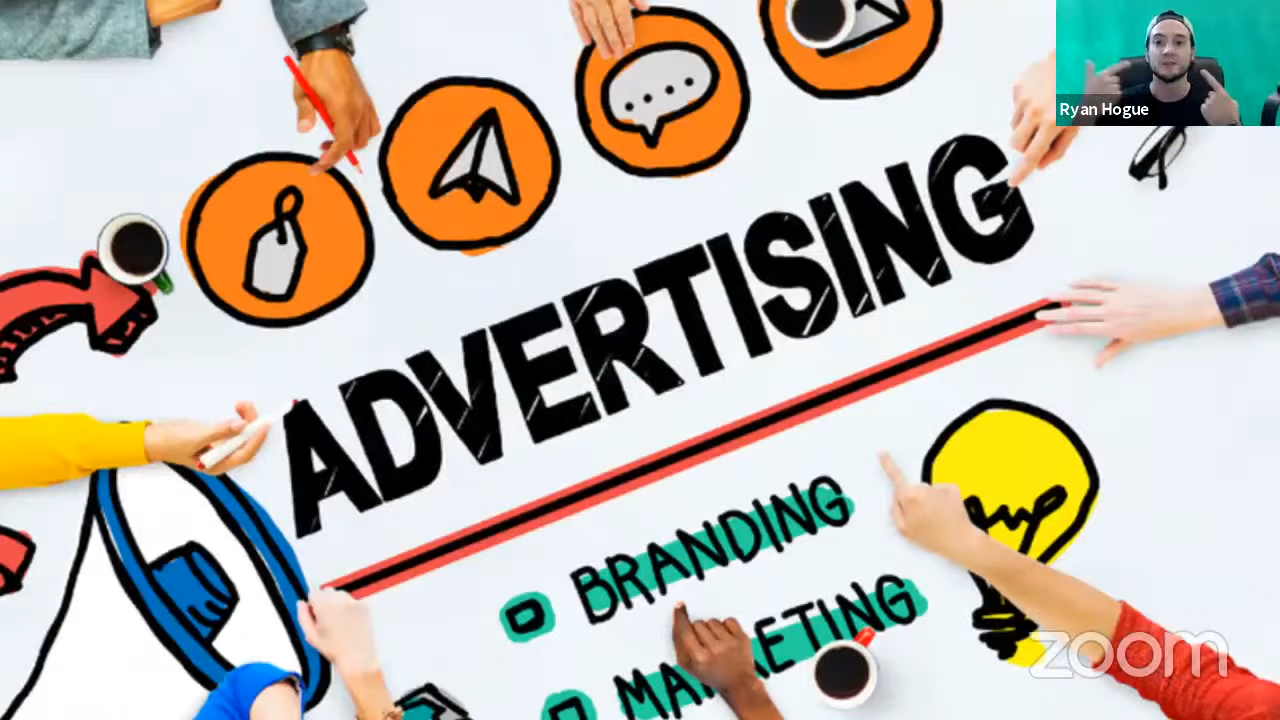 Ryan Hogue
ADVERTISING
BRANDING
MARKETING
zoom